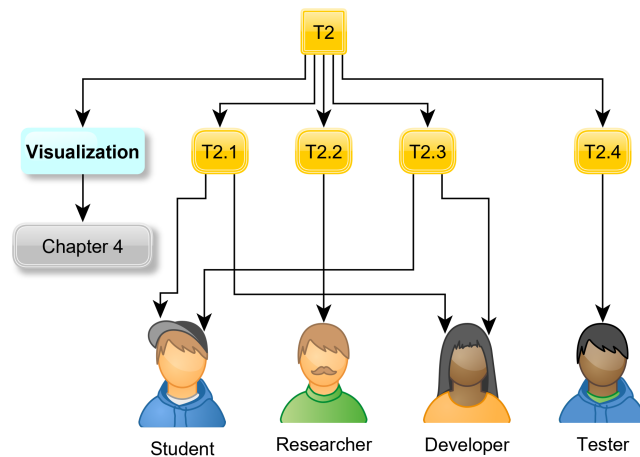 T2
Visualization
T2.1
T2.2
T2.3
T2.4
Chapter 4
Student
Researcher
Developer
Tester